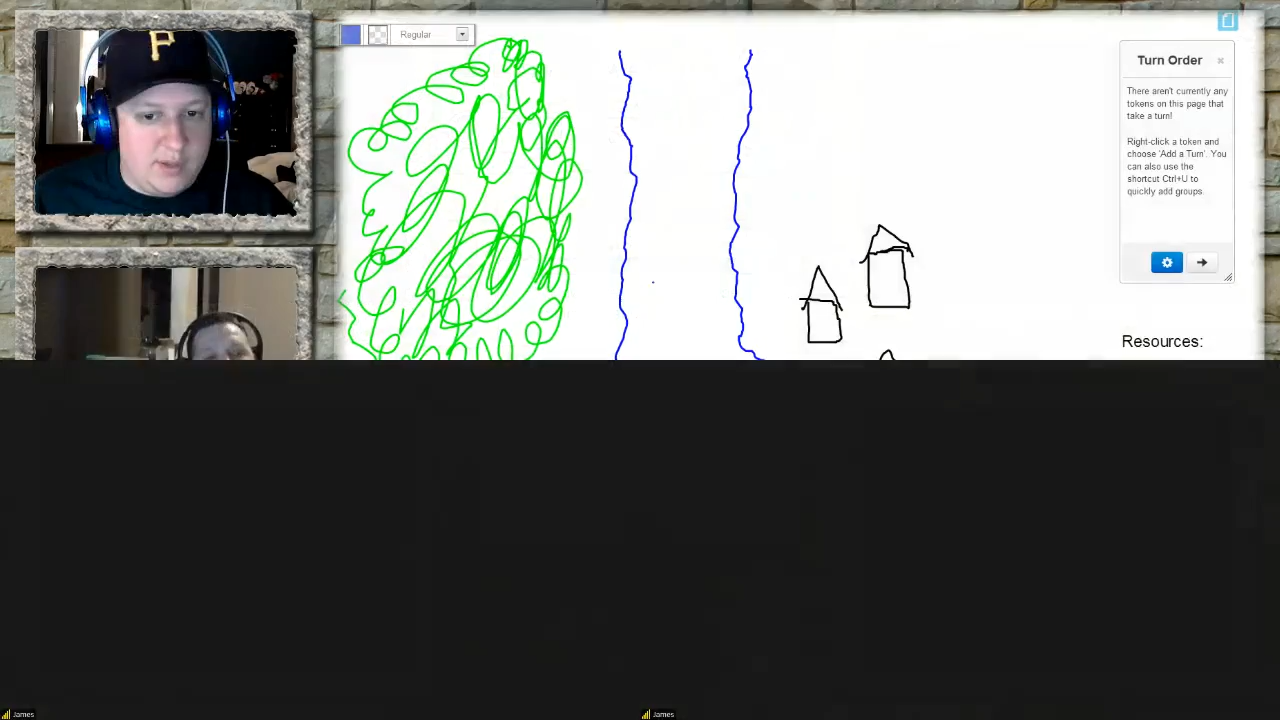 P
Regular
Turn Order ×
There aren't currently any
tokens on this page that
take a turn!
Right-click a token and
choose 'Add a Turn'. You
can also use the
shortcut Ctrl+U to
quickly add groups.
Resources:
James
James